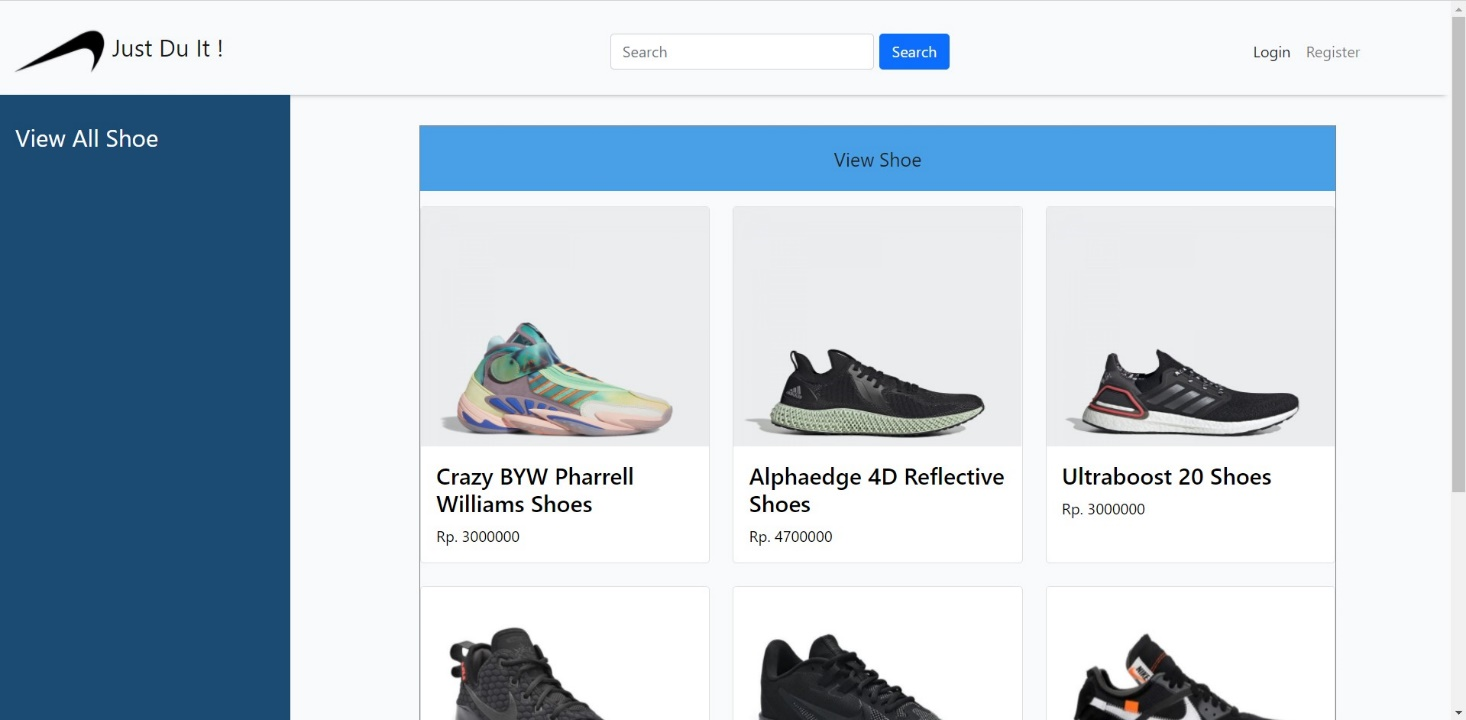 Just Du It !
Search
Search
Login
Register
View All Shoe
View Shoe
Crazy BYW Pharrell
Williams Shoes
Rp. 3000000
Alphaedge 4D Reflective
Shoes
Rp. 4700000
Ultraboost 20 Shoes
Rp. 3000000